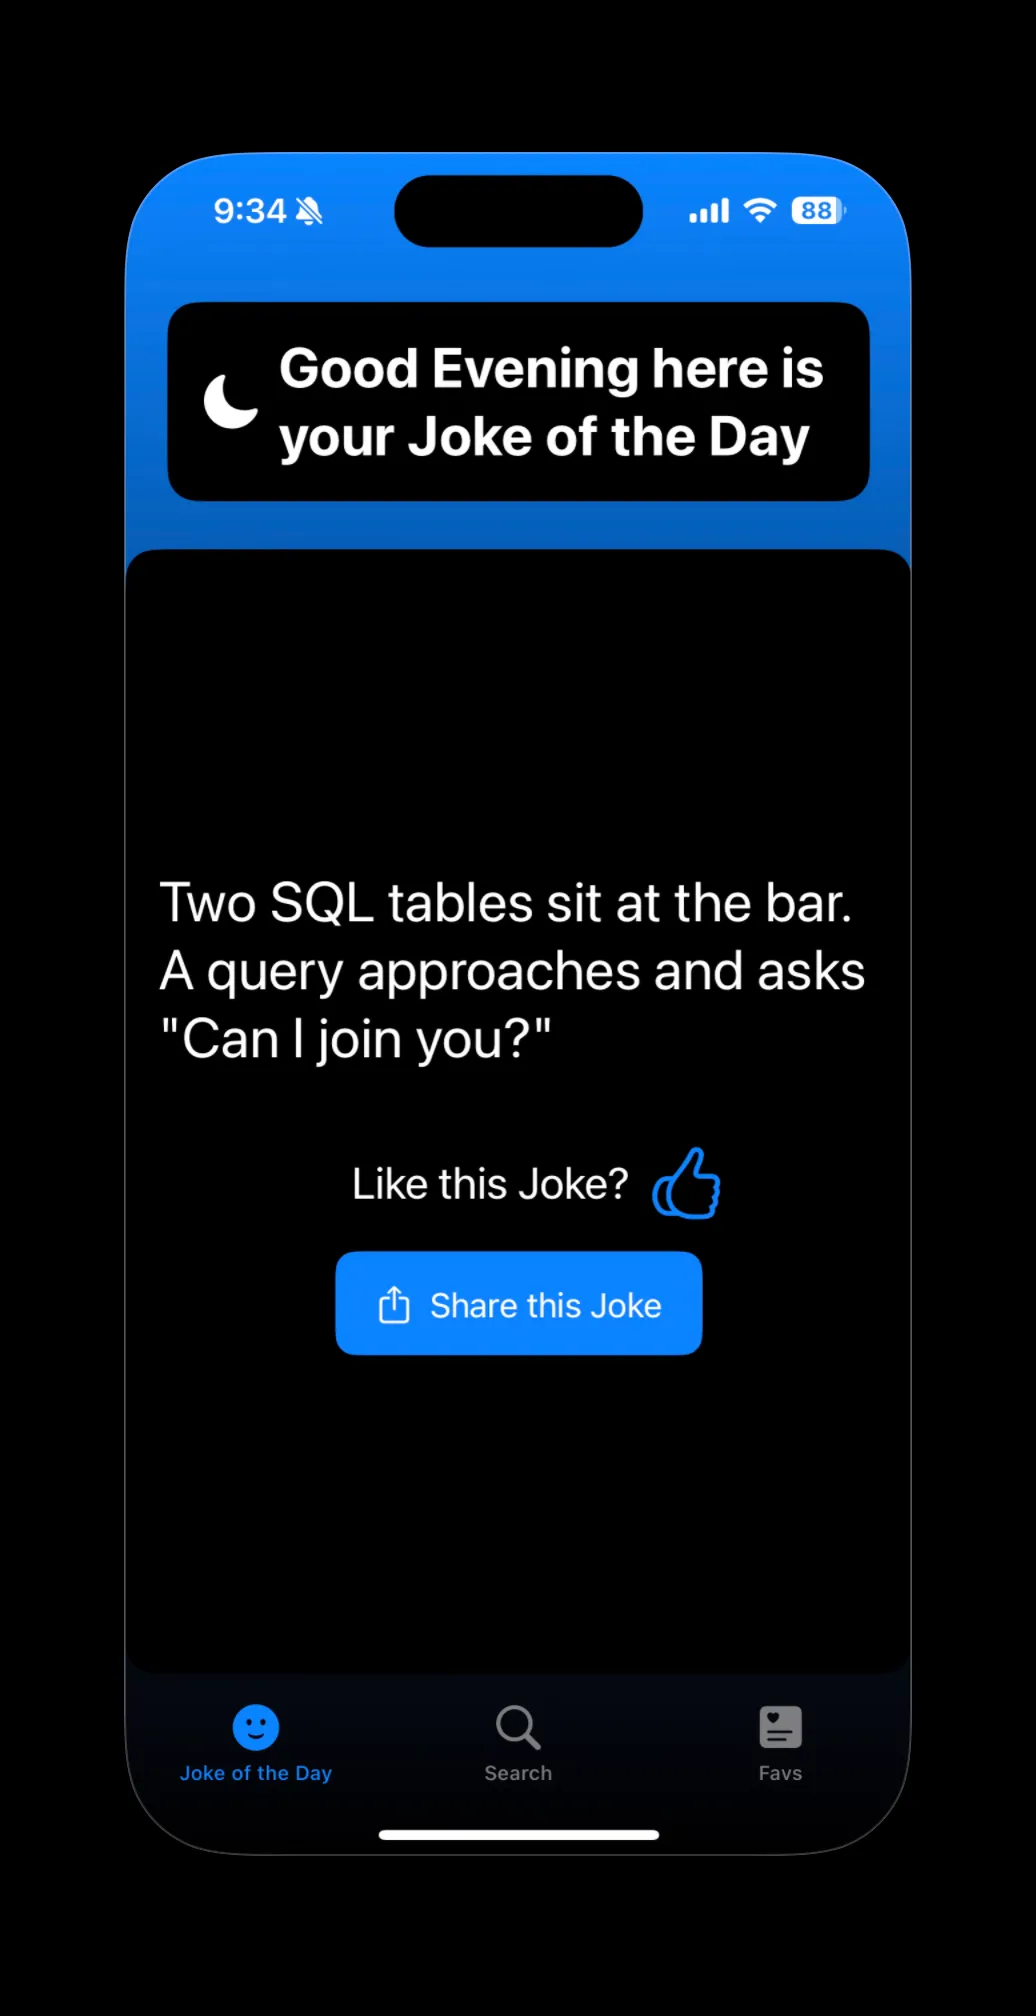 9:34
88
Good Evening here is
your Joke of the Day
Two SQL tables sit at the bar.
A query approaches and asks
"Can I join you?"
Like this Joke?
Share this Joke
Joke of the Day
Search
Favs